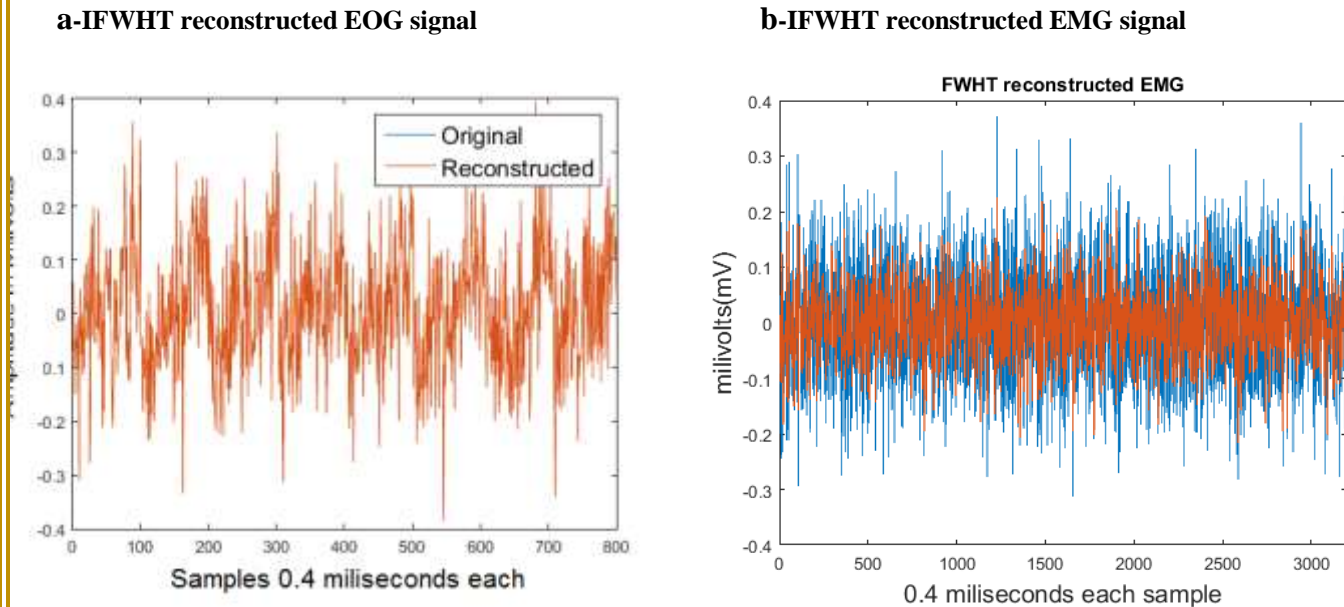 a-IFWHT reconstructed EOG signal
b-IFWHT reconstructed EMG signal
0.4
0.3
0.2
0.1
0
0.1
-0.2
-0.3
-0.4
0 100 200 300 400 500 600 700 800
Samples 0.4 miliseconds each
Original
Reconstructed
FWHT reconstructed EMG
milivolts(mV)
0.4
0.3
0.2
0.1
0
-0.1
-0.2
-0.3
-0.4
0 500 1000 1500 2000 2500 3000
0.4 miliseconds each sample